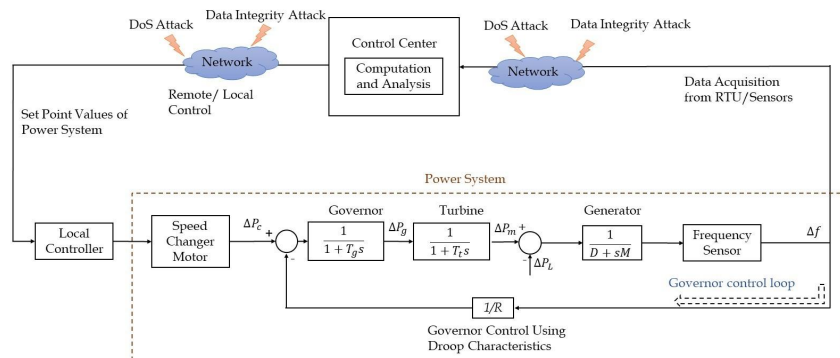 DoS Attack
Data Integrity Attack
Network
Remote/ Local
Control
Control Center
Computation
and Analysis
DoS Attack
Data Integrity Attack
Network
Data Acquisition
from RTU/Sensors
Set Point Values of
Power System
Power System
Local
Controller
Speed
Changer
Motor
ΔP_c
+
-
Governor
1
1 + T_g s
ΔP_g
Turbine
1
1 + T_t s
ΔP_m
+
-
ΔP_L
Generator
1
D + sM
Frequency
Sensor
Δf
Governor control loop
1/R
Governor Control Using
Droop Characteristics